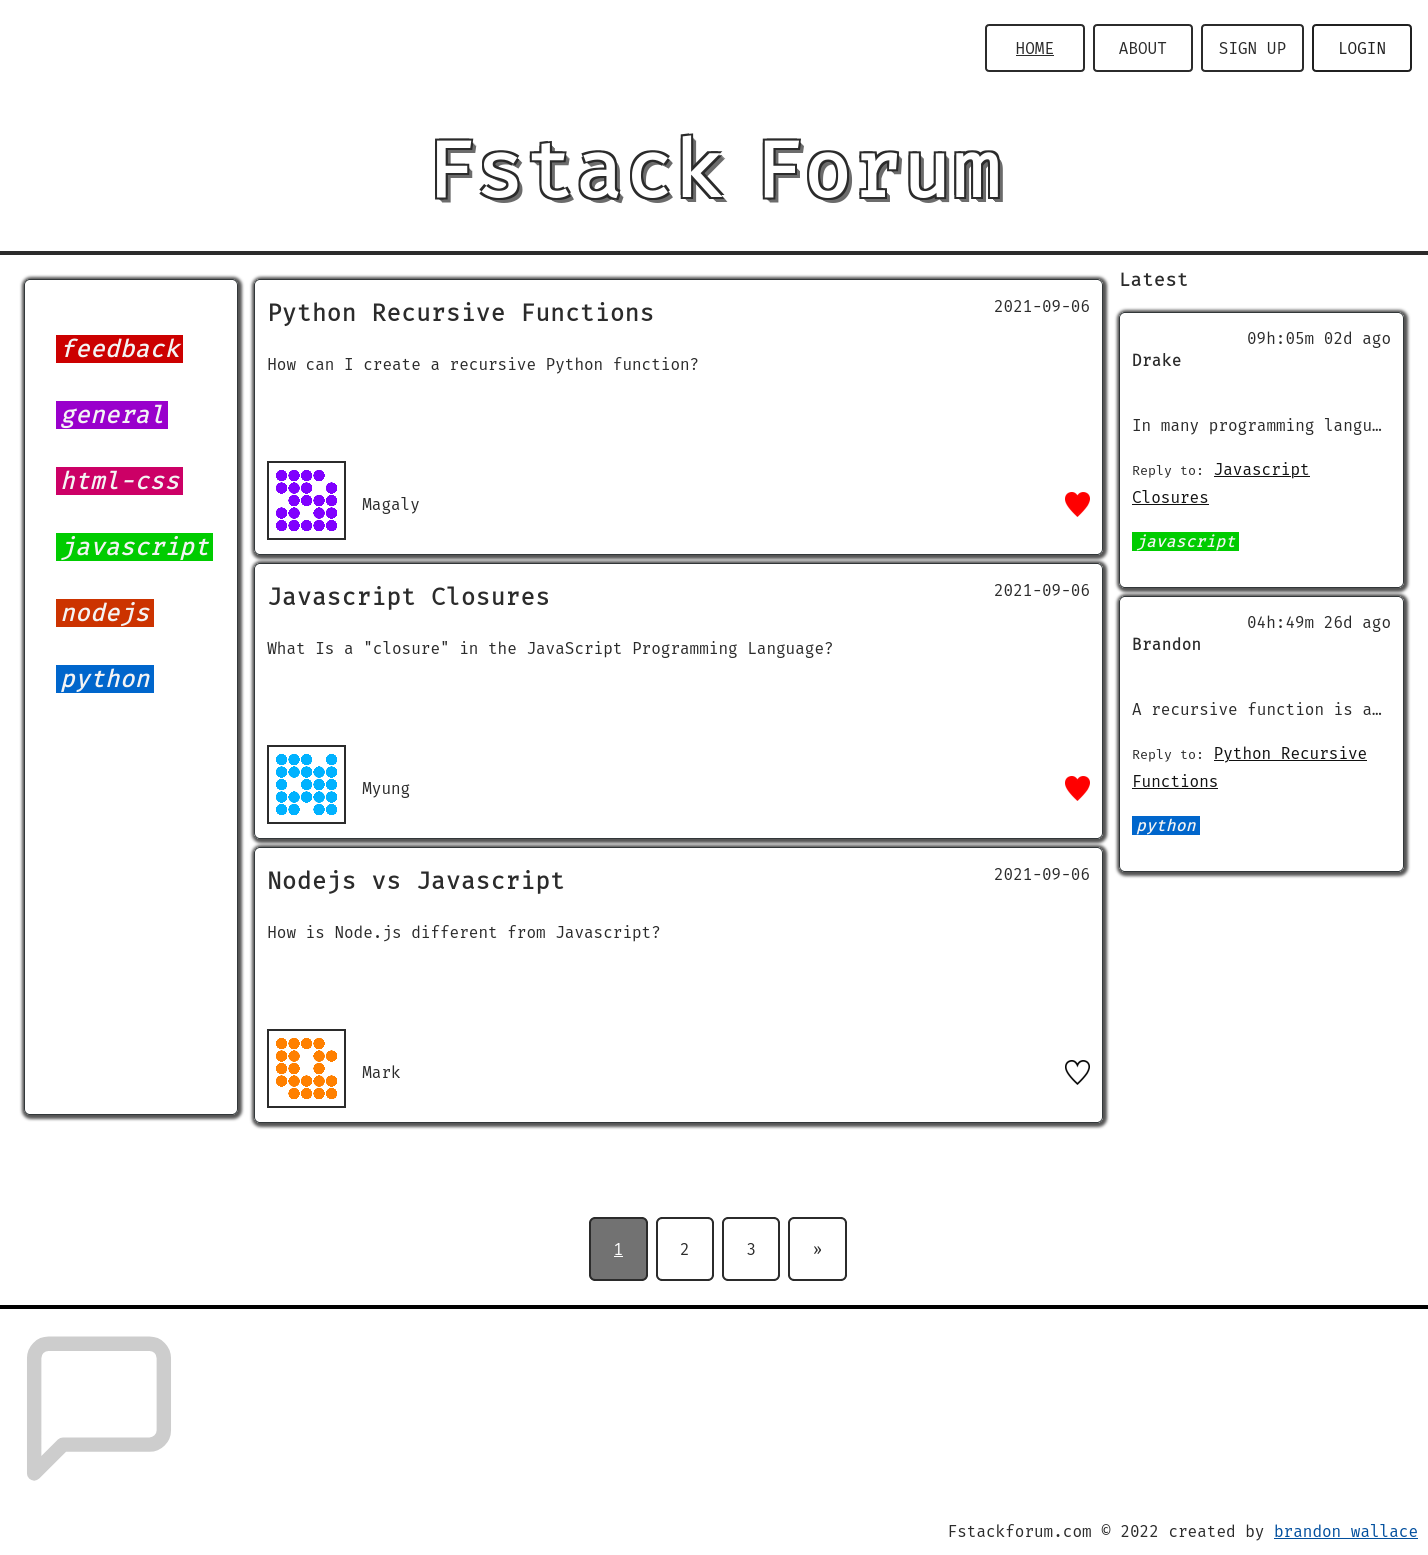 HOME ABOUT SIGN UP LOGIN
Fstack Forum
feedback
general
html-css
javascript
nodejs
python
Python Recursive Functions
2021-09-06
How can I create a recursive Python function?
Magaly
Javascript Closures
2021-09-06
What Is a "closure" in the JavaScript Programming Language?
Myung
Nodejs vs Javascript
2021-09-06
How is Node.js different from Javascript?
Mark
Latest
09h:05m 02d ago
Drake
In many programming langu…
Reply to: Javascript
Closures
javascript
04h:49m 26d ago
Brandon
A recursive function is a…
Reply to: Python Recursive
Functions
python
1 2 3 »
Fstackforum.com © 2022 created by brandon wallace